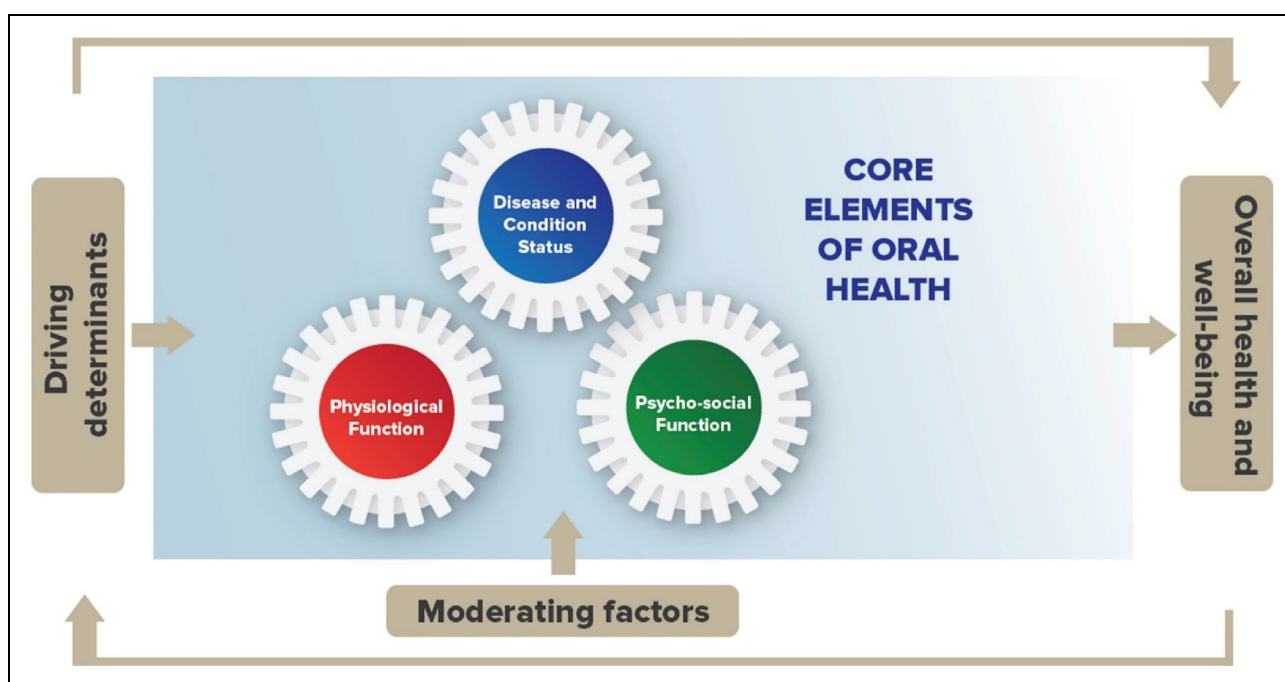 Driving
determinants
Disease and
Condition
Status
Physiological
Function
Psycho-social
Function
CORE
ELEMENTS
OF ORAL
HEALTH
Overall health and
well-being
Moderating factors